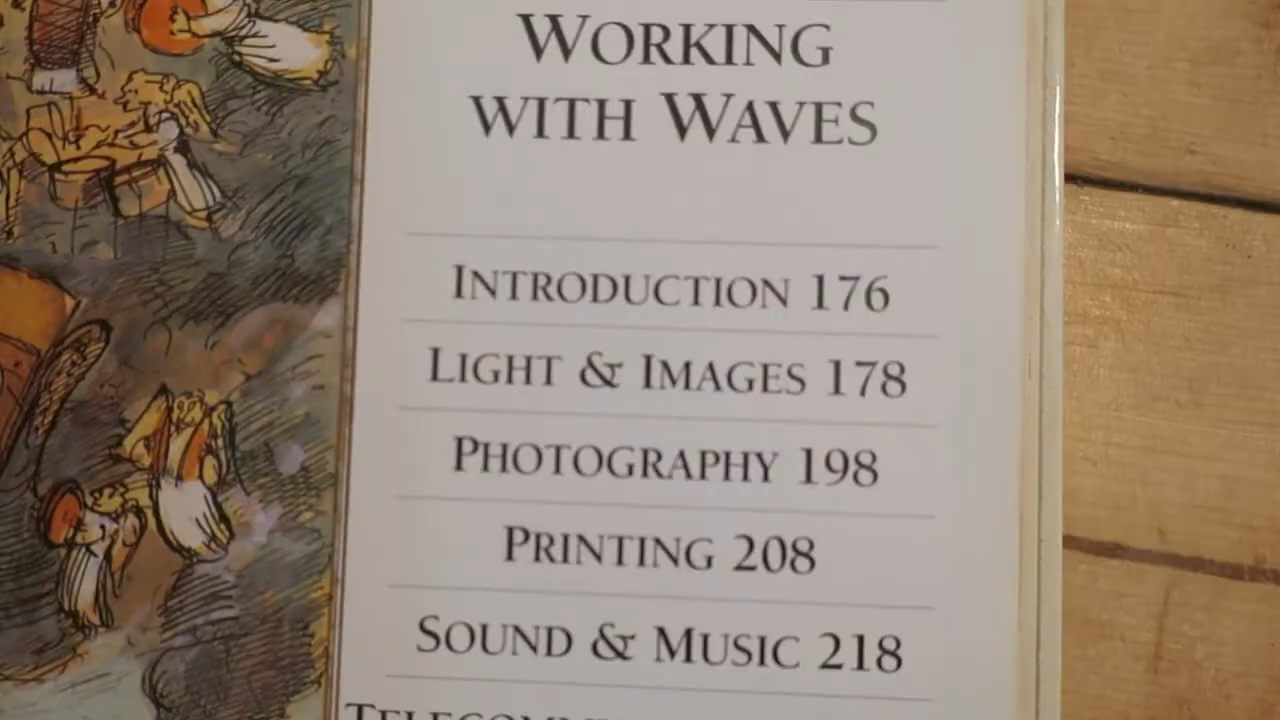 WORKING
WITH WAVES
INTRODUCTION 176
LIGHT & IMAGES 178
PHOTOGRAPHY 198
PRINTING 208
SOUND & MUSIC 218